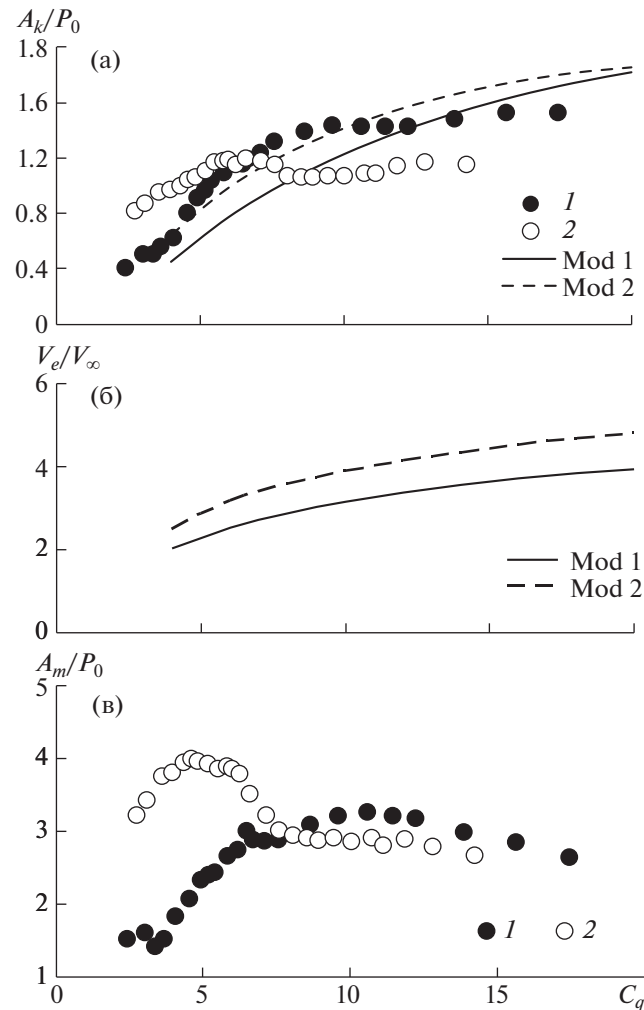 A_k/P_0
1.8
(а)
1.6
1.2
0.8
0.4
0
1
2
Mod 1
Mod 2
V_e/V_∞
6
(б)
4
2
0
Mod 1
Mod 2
A_m/P_0
5
(в)
4
3
2
1
1 2
0 5 10 15 C_q